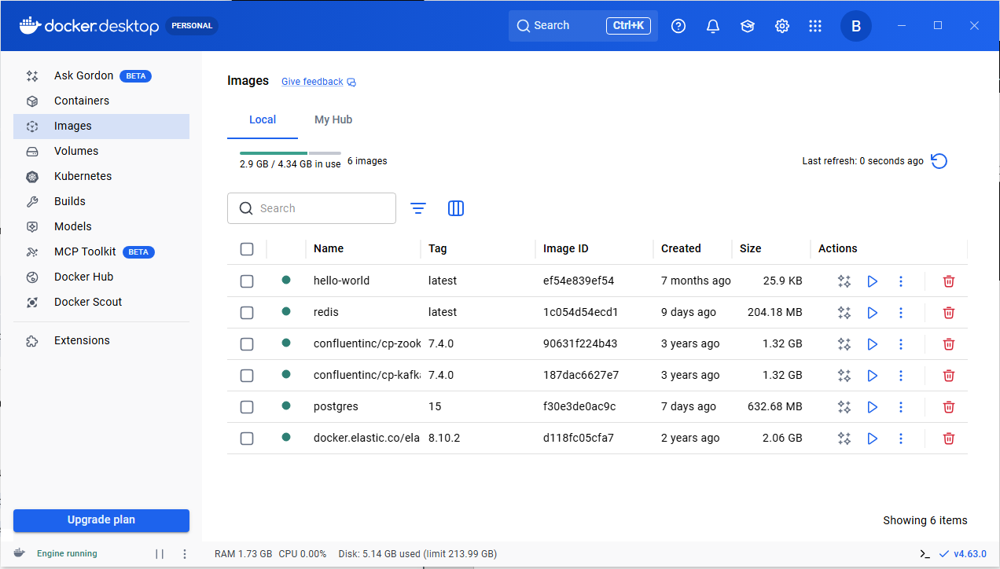 docker.desktop PERSONAL Search Ctrl+K B
Ask Gordon BETA
Containers
Images
Volumes
Kubernetes
Builds
Models
MCP Toolkit BETA
Docker Hub
Docker Scout
Extensions
Upgrade plan
Images Give feedback
Local My Hub
2.9 GB / 4.34 GB in use 6 images Last refresh: 0 seconds ago
Search
Name Tag Image ID Created Size Actions
hello-world latest ef54e839ef54 7 months ago 25.9 KB
redis latest 1c054d54ecd1 9 days ago 204.18 MB
confluentinc/cp-zook 7.4.0 90631f224b43 3 years ago 1.32 GB
confluentinc/cp-kafk 7.4.0 187dac6627e7 3 years ago 1.32 GB
postgres 15 f30e3de0ac9c 7 days ago 632.68 MB
docker.elastic.co/ela 8.10.2 d118fc05cfa7 2 years ago 2.06 GB
Showing 6 items
Engine running RAM 1.73 GB CPU 0.00% Disk: 5.14 GB used (limit 213.99 GB) v4.63.0